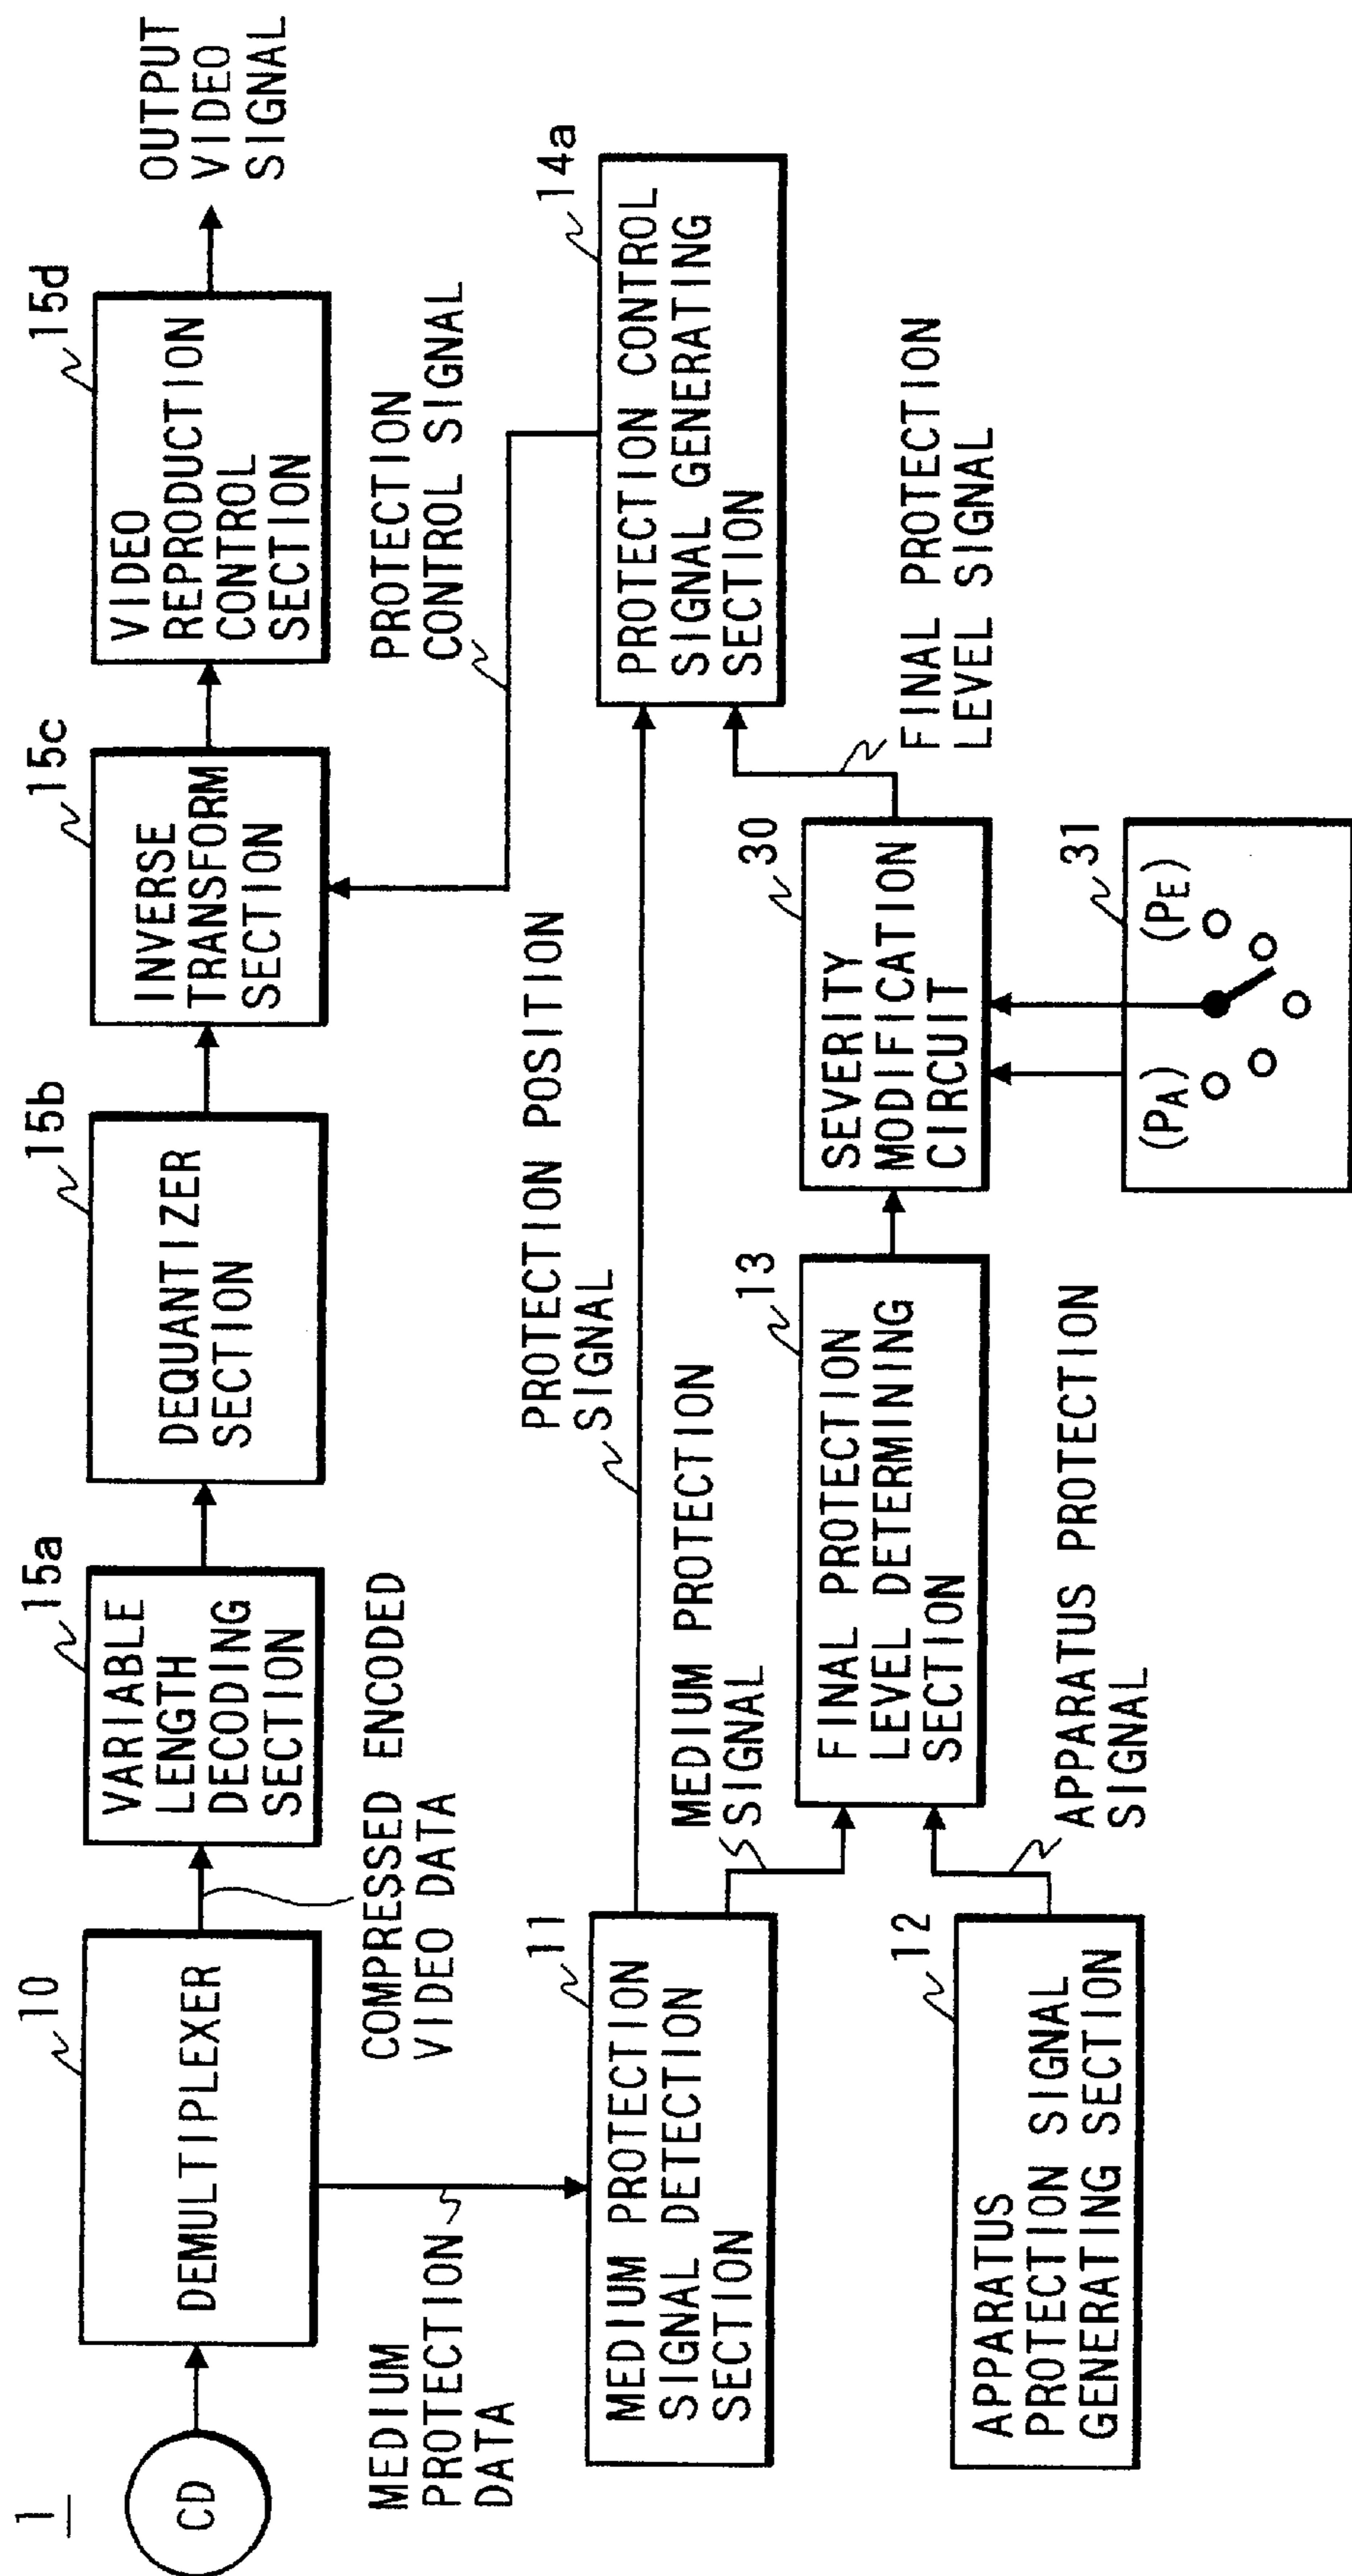 1
CD
10
DEMULTIPLEXER
15a
VARIABLE
LENGTH
DECODING
SECTION
15b
DEQUANTIZER
SECTION
15c
INVERSE
TRANSFORM
SECTION
15d
VIDEO
REPRODUCTION
CONTROL
SECTION
OUTPUT
VIDEO
SIGNAL
COMPRESSED ENCODED
VIDEO DATA
MEDIUM
PROTECTION
DATA
PROTECTION
CONTROL SIGNAL
PROTECTION POSITION
SIGNAL
11
MEDIUM PROTECTION
SIGNAL DETECTION
SECTION
MEDIUM PROTECTION
SIGNAL
14a
PROTECTION CONTROL
SIGNAL GENERATING
SECTION
12
APPARATUS
PROTECTION SIGNAL
GENERATING SECTION
APPARATUS PROTECTION
SIGNAL
13
FINAL PROTECTION
LEVEL DETERMINING
SECTION
30
SEVERITY
MODIFICATION
CIRCUIT
FINAL PROTECTION
LEVEL SIGNAL
31
(PA) (PE)